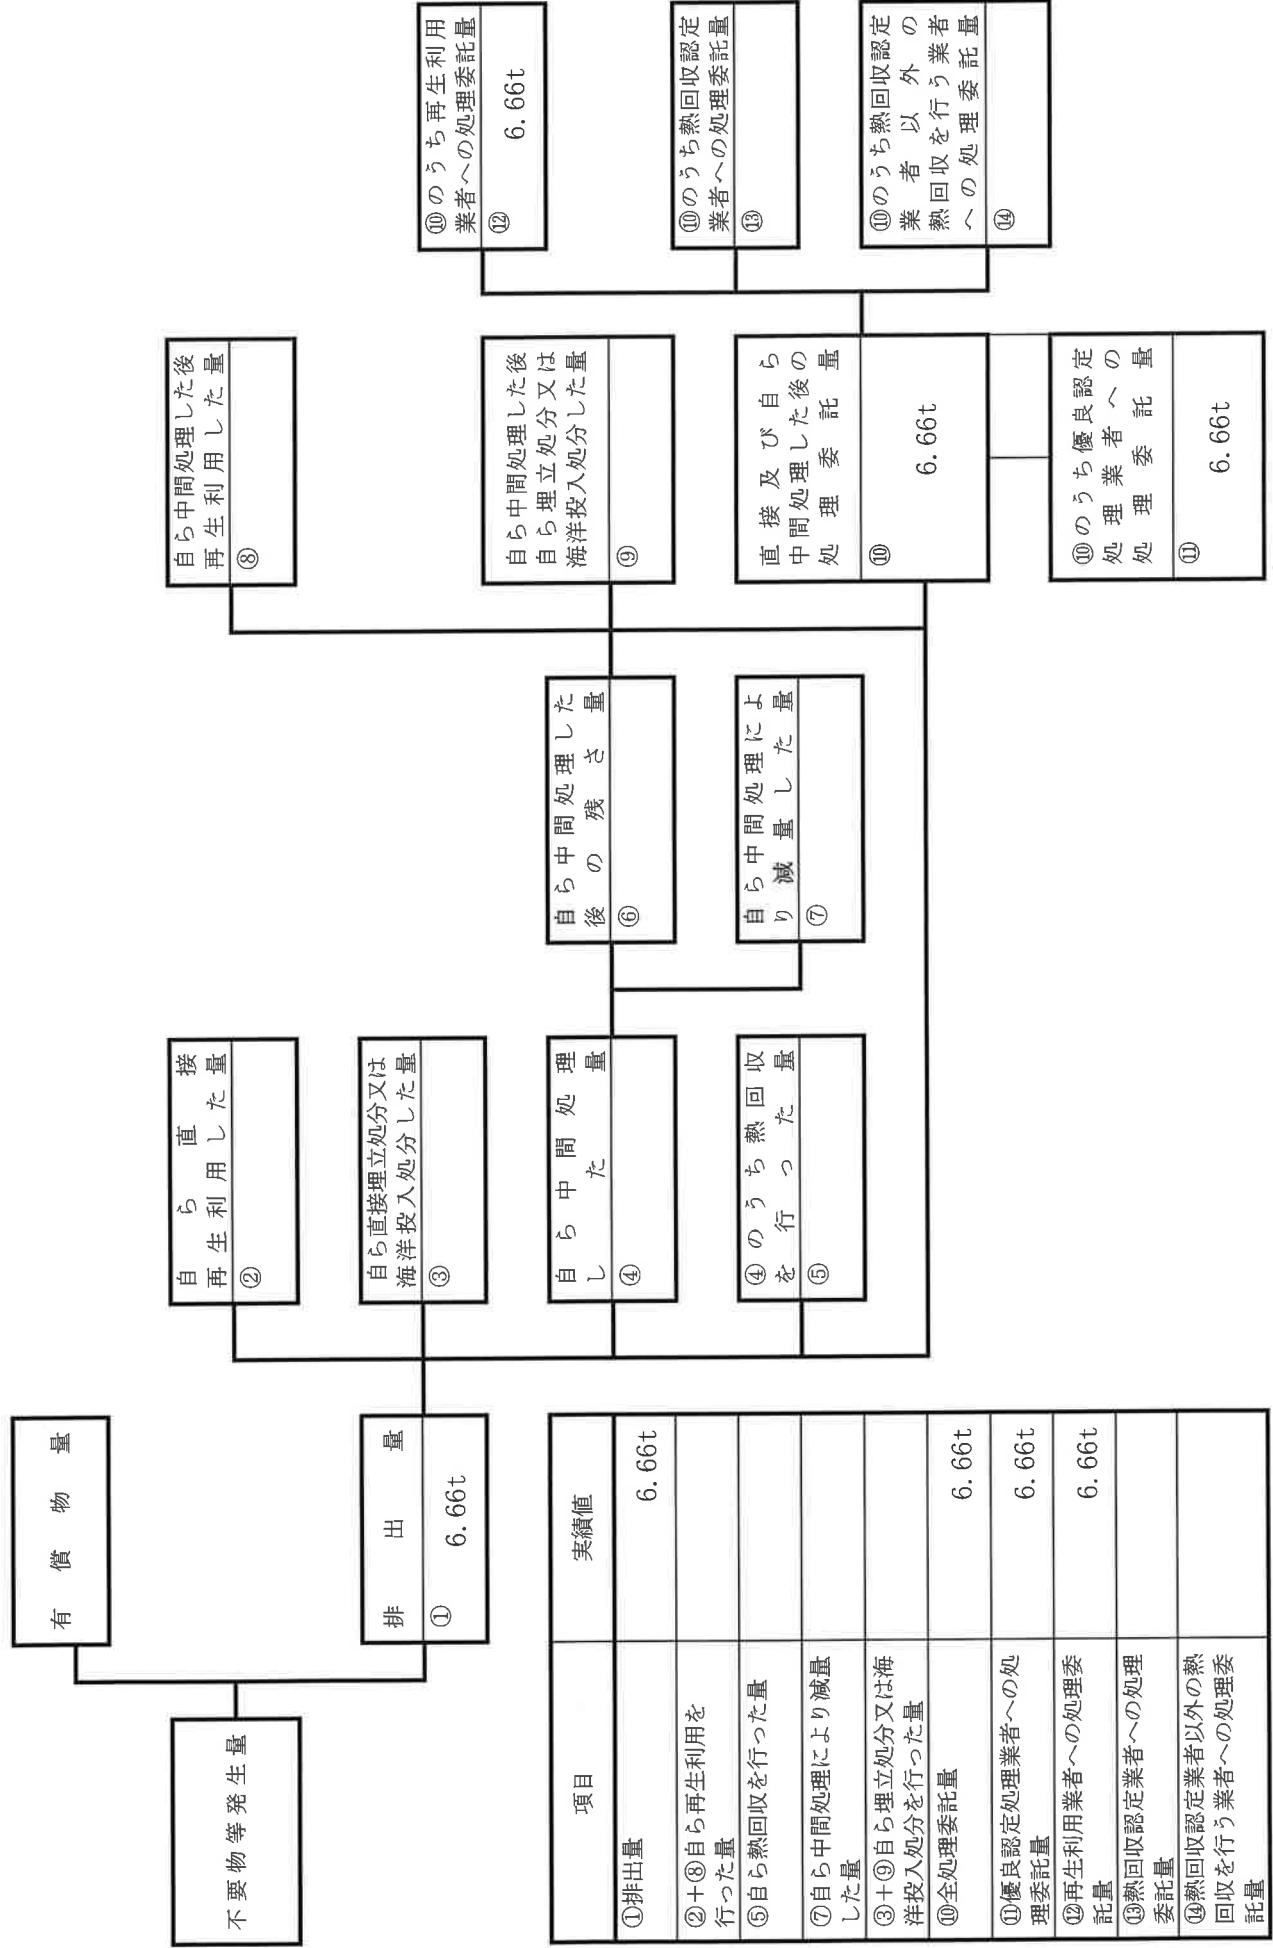 不要物等発生量
有償物量
排出量
①
6.66t
自ら直接
再生利用した量
②
自ら直接埋立処分又は
海洋投入処分した量
③
自ら中間処理
した量
④
④のうち熱回収
を行った量
⑤
自ら中間処理した
後の残さ量
⑥
自ら中間処理によ
り減量した量
⑦
自ら中間処理した後
再生利用した量
⑧
自ら中間処理した後
自ら埋立処分又は
海洋投入処分した量
⑨
直接及び自ら
中間処理した後の
処理委託量
⑩
6.66t
⑩のうち優良認定
処理業者への
処理委託量
⑪
6.66t
⑩のうち再生利用
業者への処理委託量
⑫
6.66t
⑩のうち熱回収認定
業者への処理委託量
⑬
⑩のうち熱回収認定
業者以外の
熱回収を行う業者
への処理委託量
⑭
項目
実績値
①排出量
6.66t
②+⑧自ら再生利用を
行った量
⑤自ら熱回収を行った量
⑦自ら中間処理により減量
した量
③+⑨自ら埋立処分又は海
洋投入処分を行った量
⑩全処理委託量
6.66t
⑪優良認定処理業者への処
理委託量
6.66t
⑫再生利用業者への処理委
託量
6.66t
⑬熱回収認定業者への処理
委託量
⑭熱回収認定業者以外の熱
回収を行う業者への処理委
託量